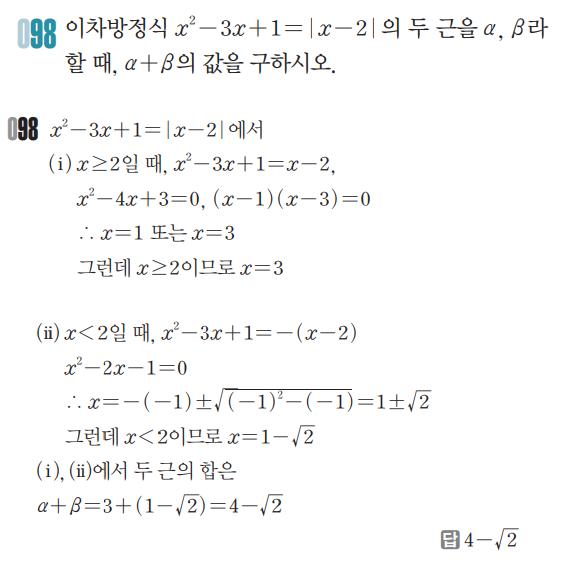 098 이차방정식 x²−3x+1=|x−2|의 두 근을 α, β라
할 때, α+β의 값을 구하시오.
098 x²−3x+1=|x−2|에서
(ⅰ) x≥2일 때, x²−3x+1=x−2,
x²−4x+3=0, (x−1)(x−3)=0
∴ x=1 또는 x=3
그런데 x≥2이므로 x=3
(ⅱ) x<2일 때, x²−3x+1=−(x−2)
x²−2x−1=0
∴ x=−(−1)±√((−1)²−(−1))=1±√2
그런데 x<2이므로 x=1−√2
(ⅰ), (ⅱ)에서 두 근의 합은
α+β=3+(1−√2)=4−√2
답 4−√2